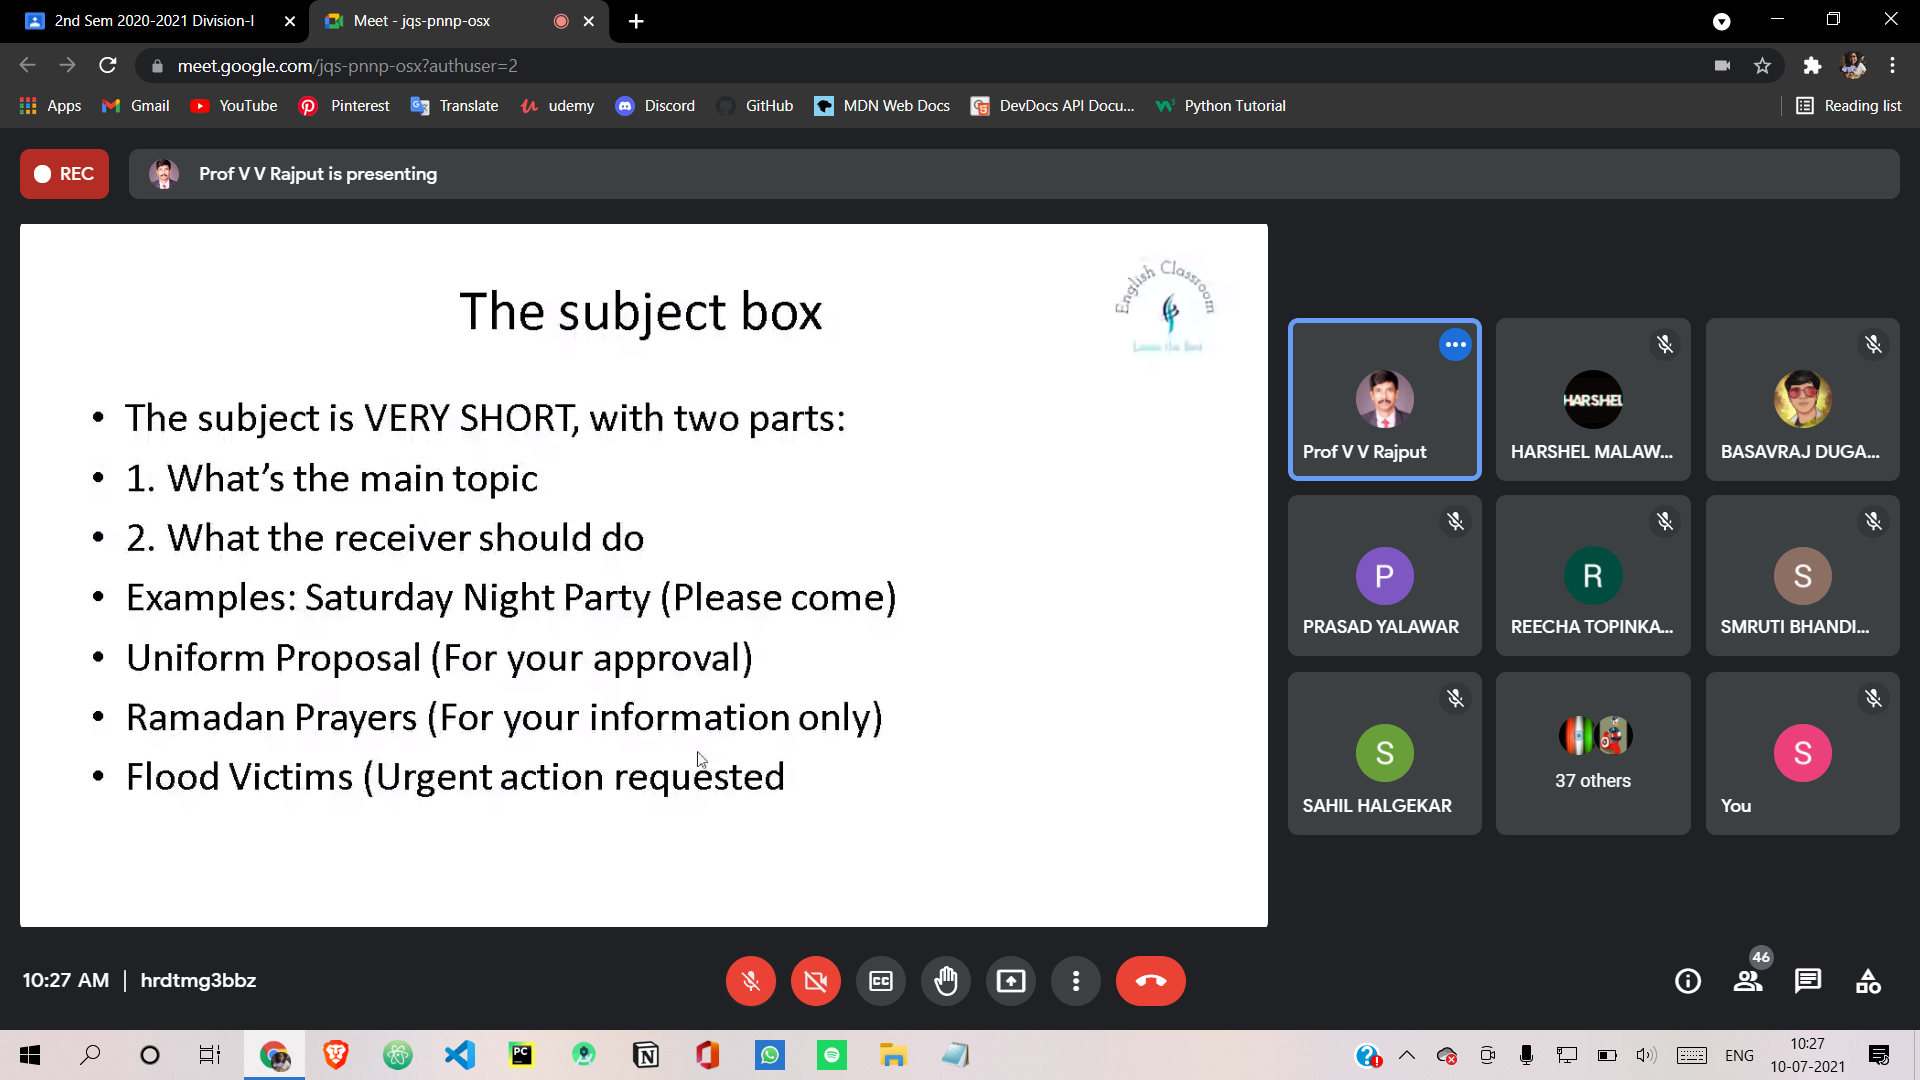 2nd Sem 2020-2021 Division-I
Meet - jqs-pnnp-osx
meet.google.com/jqs-pnnp-osx?authuser=2
Apps
Gmail
YouTube
Pinterest
Translate
udemy
Discord
GitHub
MDN Web Docs
DevDocs API Docu...
Python Tutorial
Reading list
REC
Prof V V Rajput is presenting
English Classroom
The subject box
• The subject is VERY SHORT, with two parts:
• 1. What’s the main topic
• 2. What the receiver should do
• Examples: Saturday Night Party (Please come)
• Uniform Proposal (For your approval)
• Ramadan Prayers (For your information only)
• Flood Victims (Urgent action requested
Prof V V Rajput
HARSHEL
HARSHEL MALAW...
BASAVRAJ DUGA...
P
PRASAD YALAWAR
R
REECHA TOPINKA...
S
SMRUTI BHANDI...
S
SAHIL HALGEKAR
37 others
S
You
10:27 AM | hrdtmg3bbz
46
PC
ENG
10:27
10-07-2021